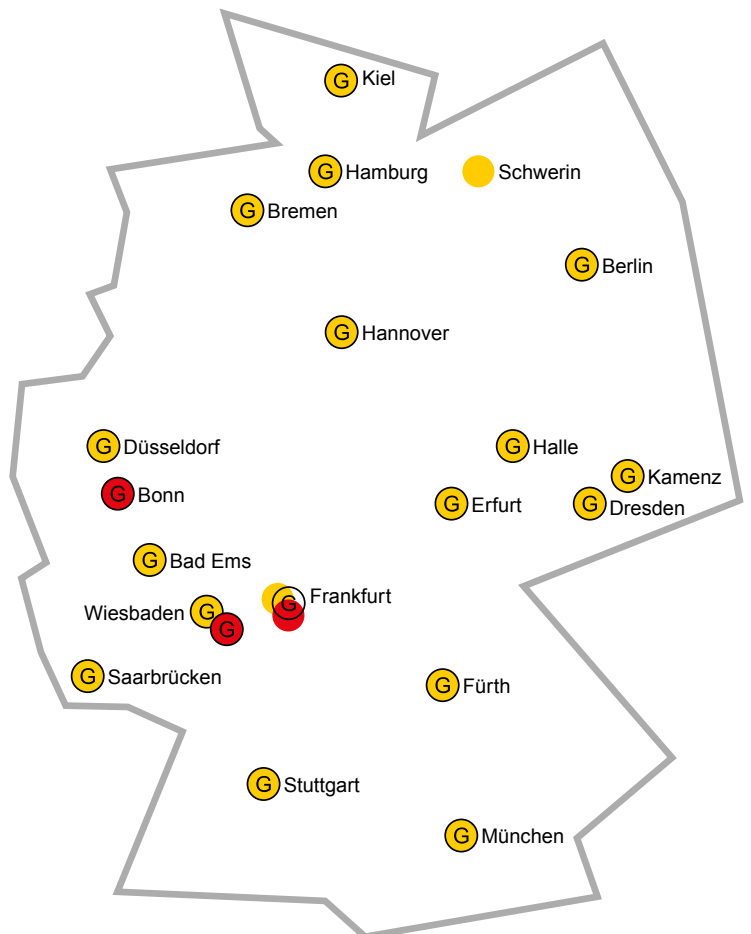 G Kiel
G Hamburg
Schwerin
G Bremen
G Berlin
G Hannover
G Düsseldorf
G Halle
G Kamenz
G Bonn
G Erfurt
G Dresden
G Bad Ems
G Frankfurt
Wiesbaden G
G
G Saarbrücken
G Fürth
G Stuttgart
G München